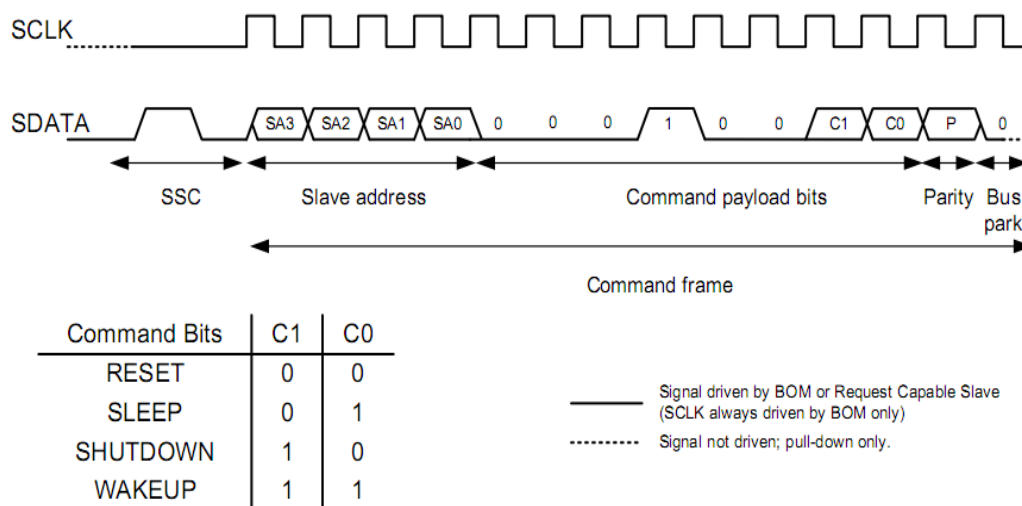 SCLK
SDATA SA3 SA2 SA1 SA0 0 0 0 1 0 0 C1 C0 P 0
SSC Slave address Command payload bits Parity Bus
park
Command frame
Command Bits C1 C0
RESET 0 0
SLEEP 0 1
SHUTDOWN 1 0
WAKEUP 1 1
Signal driven by BOM or Request Capable Slave
(SCLK always driven by BOM only)
Signal not driven; pull-down only.